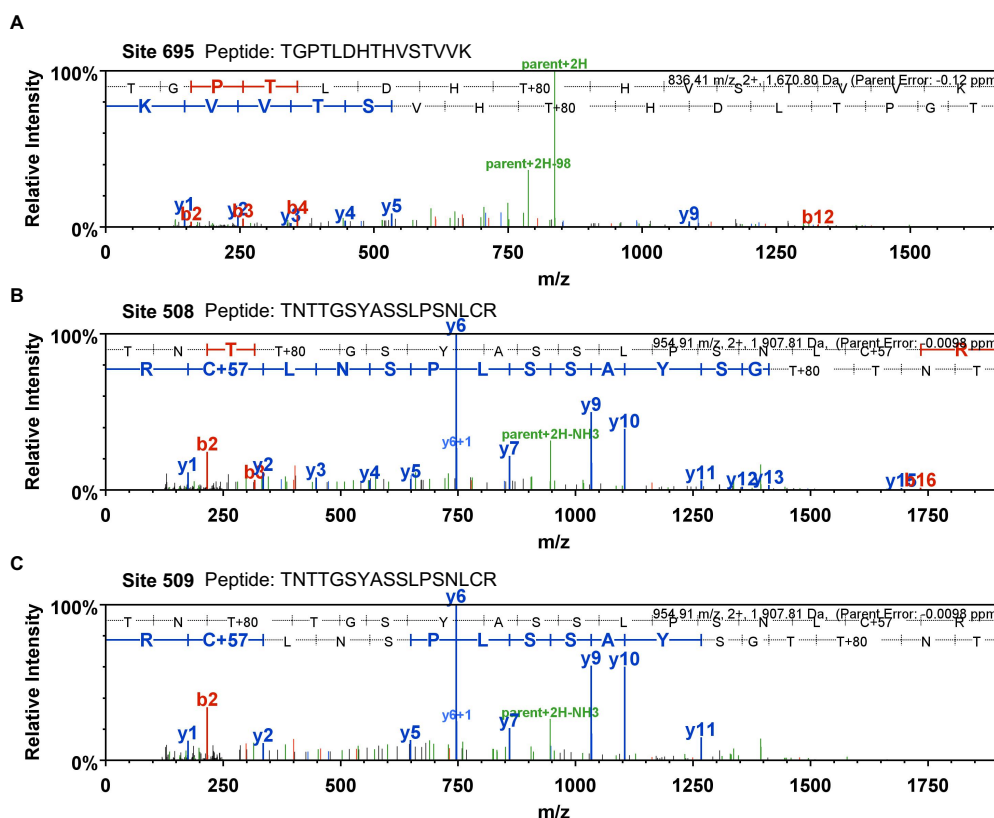 A
Site 695 Peptide: TGPTLDHTHVSTVVK
parent+2H
836.41 m/z, 2+, 1,670.80 Da, (Parent Error: -0.12 ppm
T G P T L D H T+80 H V S T V V K
K V V T S V H T+80 H D L T P G T
parent+2H-98
y1 b2 y2 b3 y3 b4 y4 y5 y9 b12
100%
0%
Relative Intensity
0 250 500 750 1000 1250 1500
m/z
B
Site 508 Peptide: TNTTGSYASSLPSNLCR
y6
954.91 m/z, 2+, 1,907.81 Da, (Parent Error: -0.0098 ppm
T N T T+80 G S Y A S S L P S N L C+57 R
R C+57 L N S P L S S A Y S G T+80 T N T
y9
y10
y6+1 parent+2H-NH3
y1 b2 b3 y2 y3 y4 y5 y7 y11 y12 y13 y15 b16
100%
0%
Relative Intensity
0 250 500 750 1000 1250 1500 1750
m/z
C
Site 509 Peptide: TNTTGSYASSLPSNLCR
y6
954.91 m/z, 2+, 1,907.81 Da, (Parent Error: -0.0098 ppm
T N T+80 T G S Y A S S L P S N L C+57 R
R C+57 L N S P L S S A Y S G T T+80 N T
y9 y10
b2 y6+1 parent+2H-NH3
y1 y2 y5 y7 y11
100%
0%
Relative Intensity
0 250 500 750 1000 1250 1500 1750
m/z